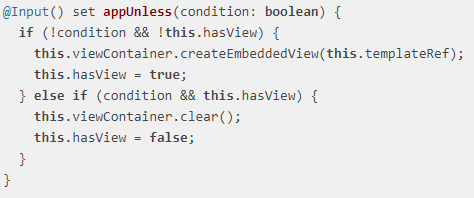 @Input() set appUnless(condition: boolean) {
  if (!condition && !this.hasView) {
    this.viewContainer.createEmbeddedView(this.templateRef);
    this.hasView = true;
  } else if (condition && this.hasView) {
    this.viewContainer.clear();
    this.hasView = false;
  }
}